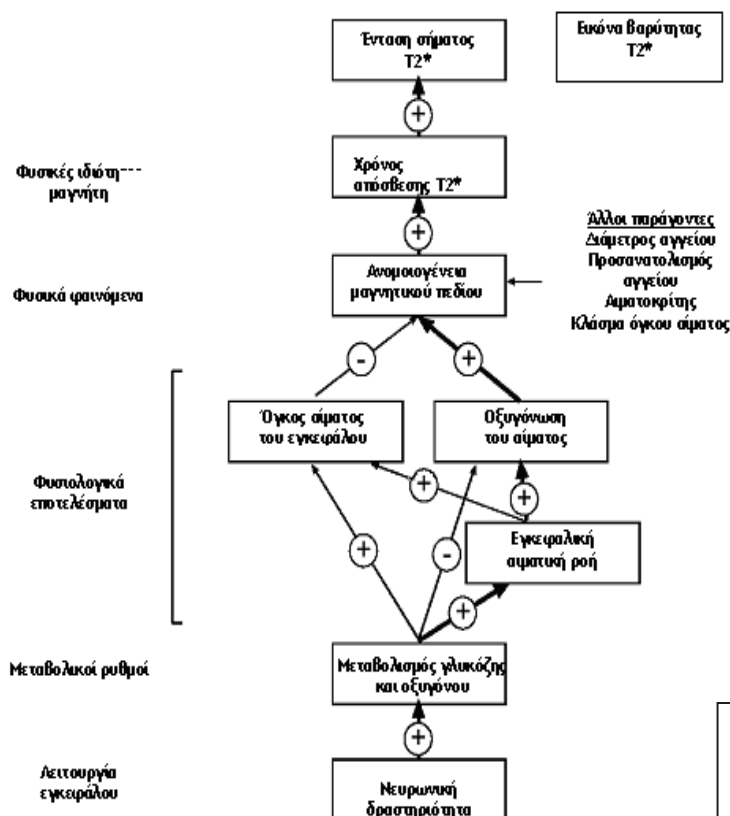 Ένταση σήματος
T2*
Εικόνα βαρύτητας
T2*
+
Φυσικές ιδιότη---
μαγνήτη
Χρόνος
απόσβεσης T2*
+
Φυσικά φαινόμενα
Ανομοιογένεια
μαγνητικού πεδίου
Άλλοι παράγοντες
Διάμετρος αγγείου
Προσανατολισμός
αγγείου
Αιματοκρίτης
Κλάσμα όγκου αίματος
-
+
Όγκος αίματος
του εγκεφάλου
Οξυγόνωση
του αίματος
Φυσιολογικά
εποτελέσματα
+
+
+
-
Εγκεφαλική
αιματική ροή
+
Μεταβολικοί ρυθμοί
Μεταβολισμός γλυκόζης
και οξυγόνου
+
Λειτουργία
εγκεφάλου
Νευρωνική
δραστηριότητα